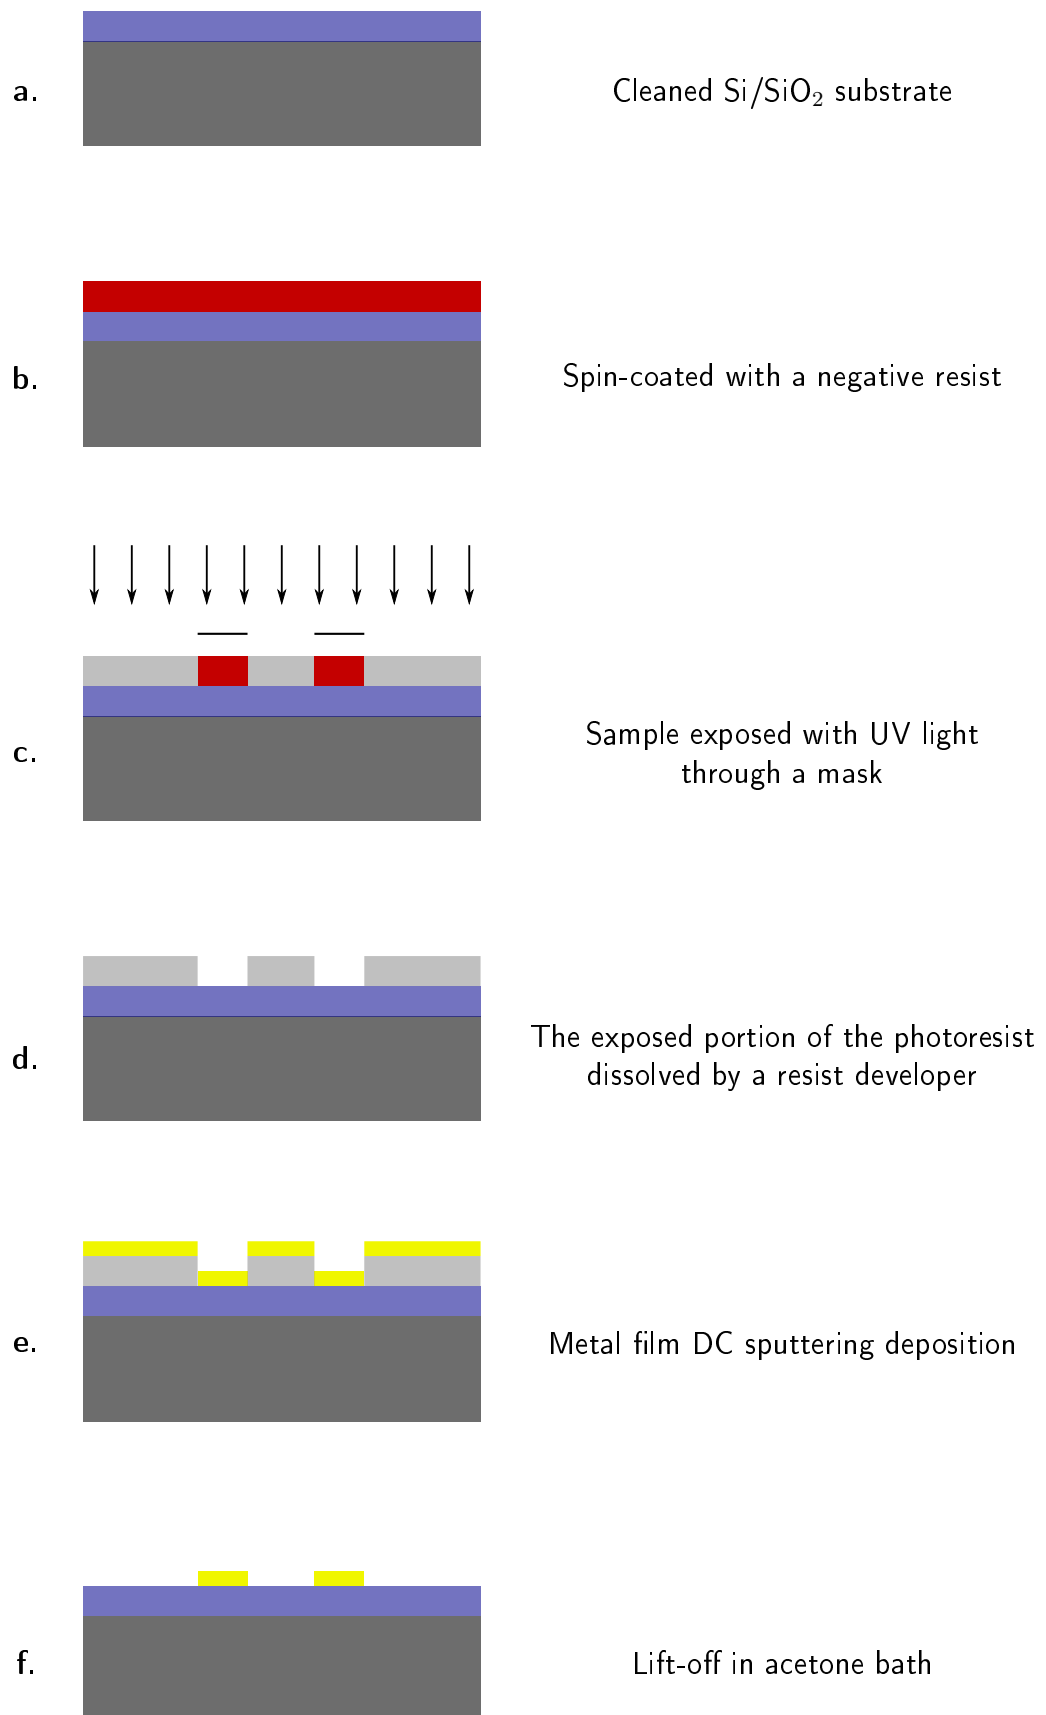 a.
Cleaned Si/SiO₂ substrate
b.
Spin-coated with a negative resist
c.
Sample exposed with UV light
through a mask
d.
The exposed portion of the photoresist
dissolved by a resist developer
e.
Metal film DC sputtering deposition
f.
Lift-off in acetone bath